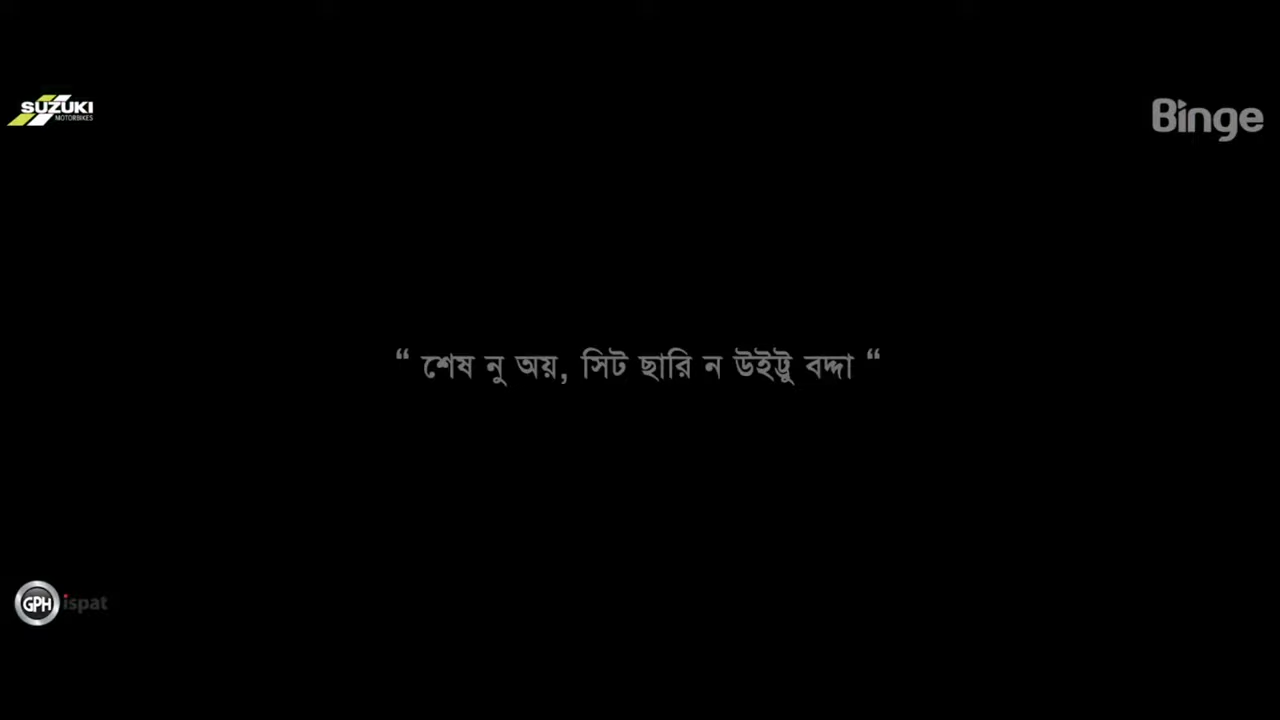 SUZUKI
MOTORBIKES
Binge
“ শেষ নু অয়, সিট ছারি ন উইট্টু বদ্দা “
GPH ispat